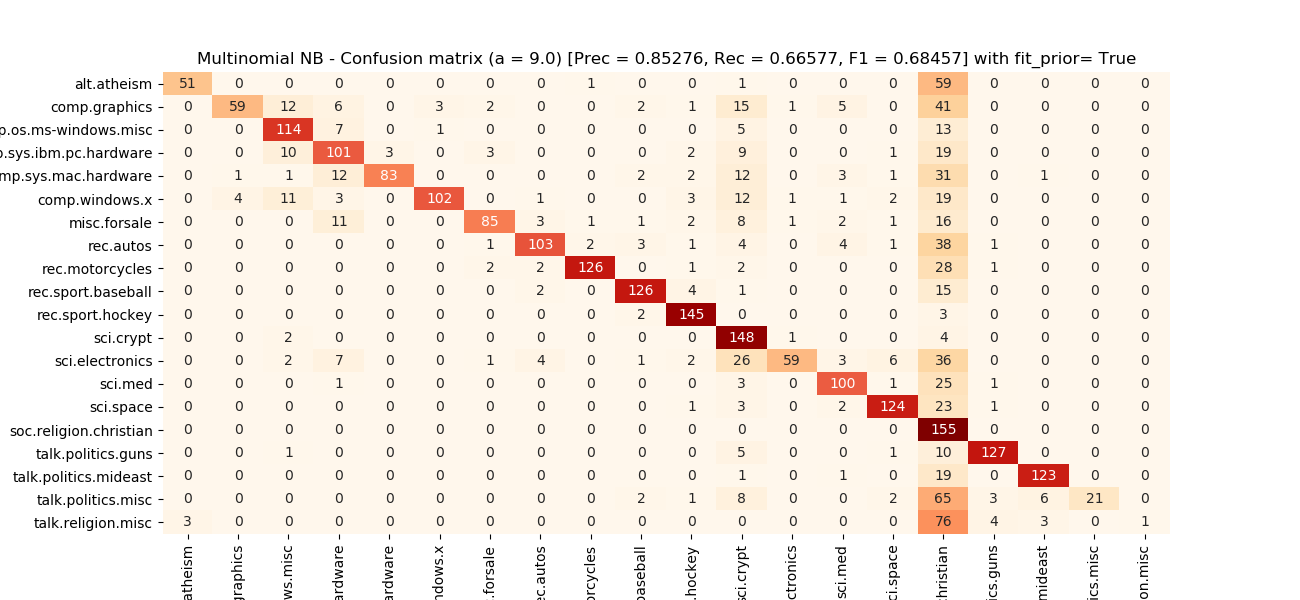 Multinomial NB - Confusion matrix (a = 9.0) [Prec = 0.85276, Rec = 0.66577, F1 = 0.68457] with fit_prior= True
alt.atheism 51 0 0 0 0 0 0 0 1 0 0 1 0 0 0 59 0 0 0 0
comp.graphics 0 59 12 6 0 3 2 0 0 2 1 15 1 5 0 41 0 0 0 0
p.os.ms-windows.misc 0 0 114 7 0 1 0 0 0 0 0 5 0 0 0 13 0 0 0 0
o.sys.ibm.pc.hardware 0 0 10 101 3 0 3 0 0 0 2 9 0 0 1 19 0 0 0 0
mp.sys.mac.hardware 0 1 1 12 83 0 0 0 0 2 2 12 0 3 1 31 0 1 0 0
comp.windows.x 0 4 11 3 0 102 0 1 0 0 3 12 1 1 2 19 0 0 0 0
misc.forsale 0 0 0 11 0 0 85 3 1 1 2 8 1 2 1 16 0 0 0 0
rec.autos 0 0 0 0 0 0 1 103 2 3 1 4 0 4 1 38 1 0 0 0
rec.motorcycles 0 0 0 0 0 0 2 2 126 0 1 2 0 0 0 28 1 0 0 0
rec.sport.baseball 0 0 0 0 0 0 0 2 0 126 4 1 0 0 0 15 0 0 0 0
rec.sport.hockey 0 0 0 0 0 0 0 0 0 2 145 0 0 0 0 3 0 0 0 0
sci.crypt 0 0 2 0 0 0 0 0 0 0 0 148 1 0 0 4 0 0 0 0
sci.electronics 0 0 2 7 0 0 1 4 0 1 2 26 59 3 6 36 0 0 0 0
sci.med 0 0 0 1 0 0 0 0 0 0 0 3 0 100 1 25 1 0 0 0
sci.space 0 0 0 0 0 0 0 0 0 0 1 3 0 2 124 23 1 0 0 0
soc.religion.christian 0 0 0 0 0 0 0 0 0 0 0 0 0 0 0 155 0 0 0 0
talk.politics.guns 0 0 1 0 0 0 0 0 0 0 0 5 0 0 1 10 127 0 0 0
talk.politics.mideast 0 0 0 0 0 0 0 0 0 0 0 1 0 1 0 19 0 123 0 0
talk.politics.misc 0 0 0 0 0 0 0 0 0 2 1 8 0 0 2 65 3 6 21 0
talk.religion.misc 3 0 0 0 0 0 0 0 0 0 0 0 0 0 0 76 4 3 0 1
atheism
graphics
ws.misc
ardware
ardware
ndows.x
.forsale
ec.autos
orcycles
baseball
.hockey
sci.crypt
ctronics
sci.med
ci.space
christian
ics.guns
mideast
ics.misc
on.misc